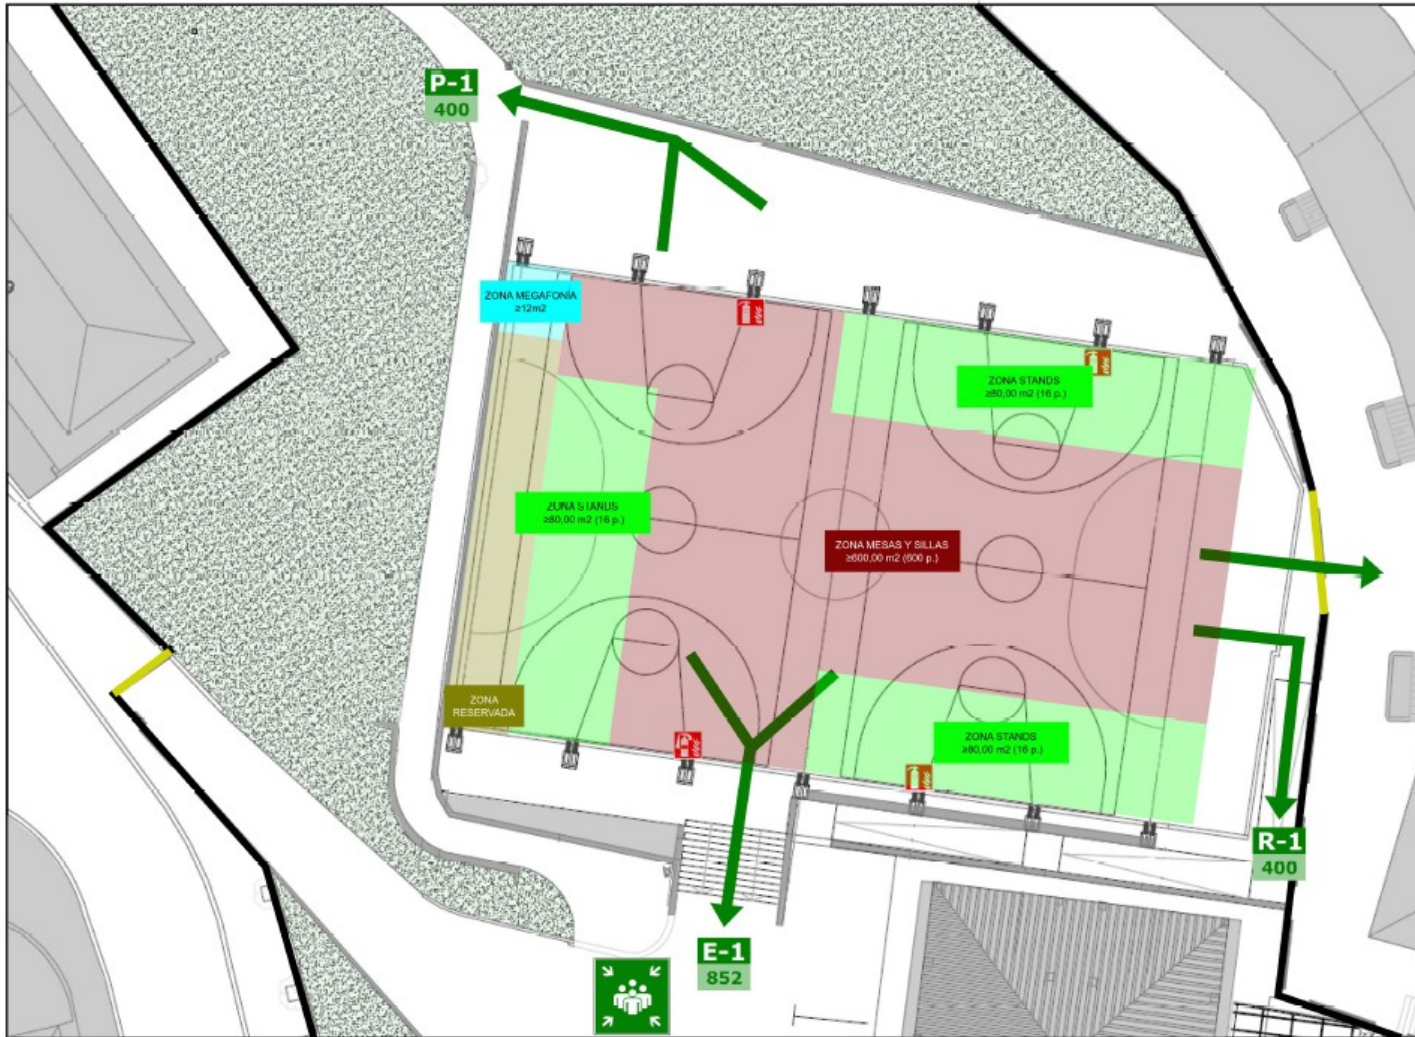 P-1
400
ZONA MEGAFONÍA
≥12m2
ZONA STANDS
≥80,00 m2 (16 p.)
ZONA STANDS
≥80,00 m2 (16 p.)
ZONA MESAS Y SILLAS
≥600,00 m2 (600 p.)
ZONA
RESERVADA
ZONA STANDS
≥80,00 m2 (16 p.)
R-1
400
E-1
852